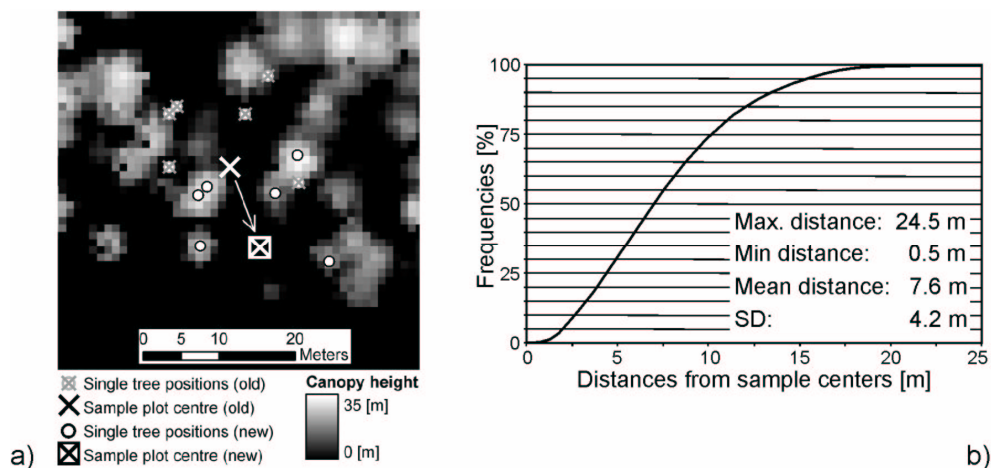 0 5 10 20
Meters
Single tree positions (old)
Sample plot centre (old)
Single tree positions (new)
Sample plot centre (new)
Canopy height
35 [m]
0 [m]
a)
Frequencies [%]
100
75
50
25
0
Max. distance: 24.5 m
Min distance: 0.5 m
Mean distance: 7.6 m
SD: 4.2 m
0 5 10 15 20 25
Distances from sample centers [m]
b)